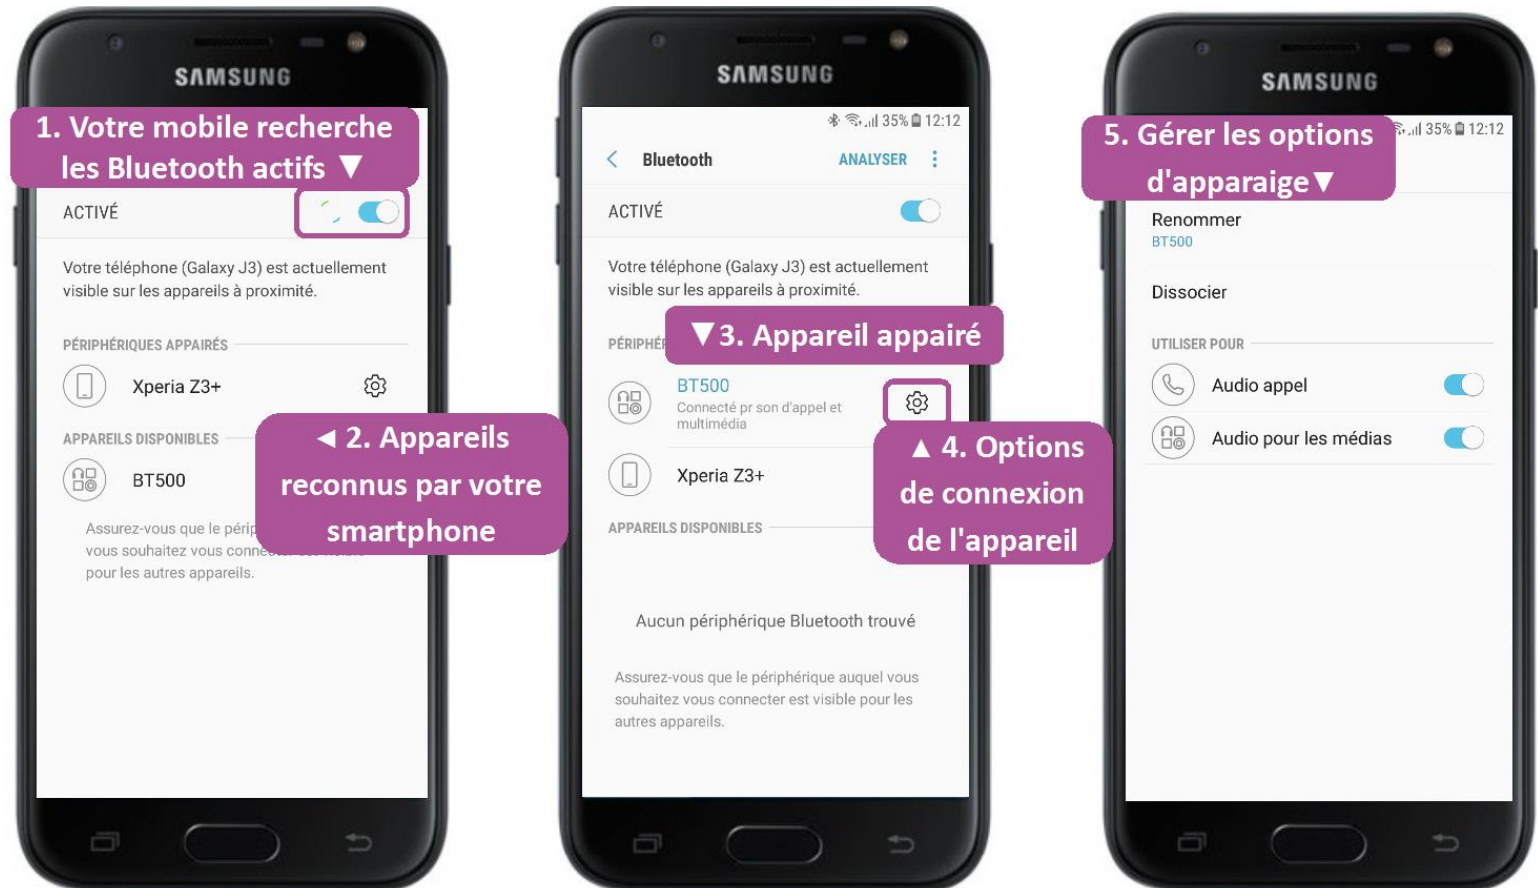 SAMSUNG
1. Votre mobile recherche
les Bluetooth actifs ▼
ACTIVÉ
Votre téléphone (Galaxy J3) est actuellement
visible sur les appareils à proximité.
PÉRIPHÉRIQUES APPAIRÉS
Xperia Z3+
APPAREILS DISPONIBLES
BT500
◄ 2. Appareils
reconnus par votre
smartphone
Assurez-vous que le périp
vous souhaitez vous conne
pour les autres appareils.
SAMSUNG
35% 12:12
< Bluetooth ANALYSER
ACTIVÉ
Votre téléphone (Galaxy J3) est actuellement
visible sur les appareils à proximité.
PÉRIPHÉ
▼3. Appareil appairé
BT500
Connecté pr son d'appel et
multimédia
Xperia Z3+
▲ 4. Options
de connexion
de l'appareil
APPAREILS DISPONIBLES
Aucun périphérique Bluetooth trouvé
Assurez-vous que le périphérique auquel vous
souhaitez vous connecter est visible pour les
autres appareils.
SAMSUNG
35% 12:12
5. Gérer les options
d'apparaige▼
Renommer
BT500
Dissocier
UTILISER POUR
Audio appel
Audio pour les médias